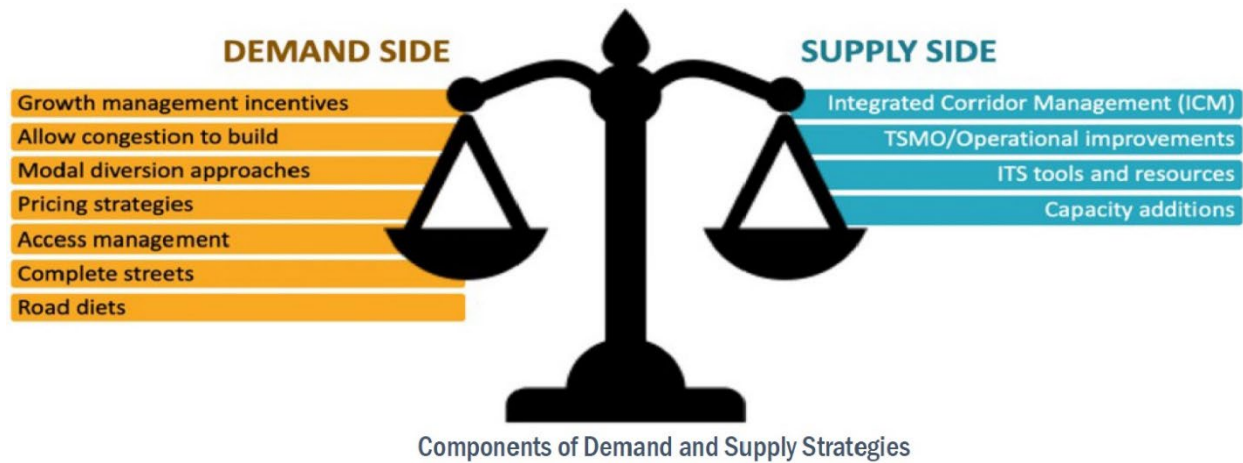 DEMAND SIDE
Growth management incentives
Allow congestion to build
Modal diversion approaches
Pricing strategies
Access management
Complete streets
Road diets
SUPPLY SIDE
Integrated Corridor Management (ICM)
TSMO/Operational improvements
ITS tools and resources
Capacity additions
Components of Demand and Supply Strategies